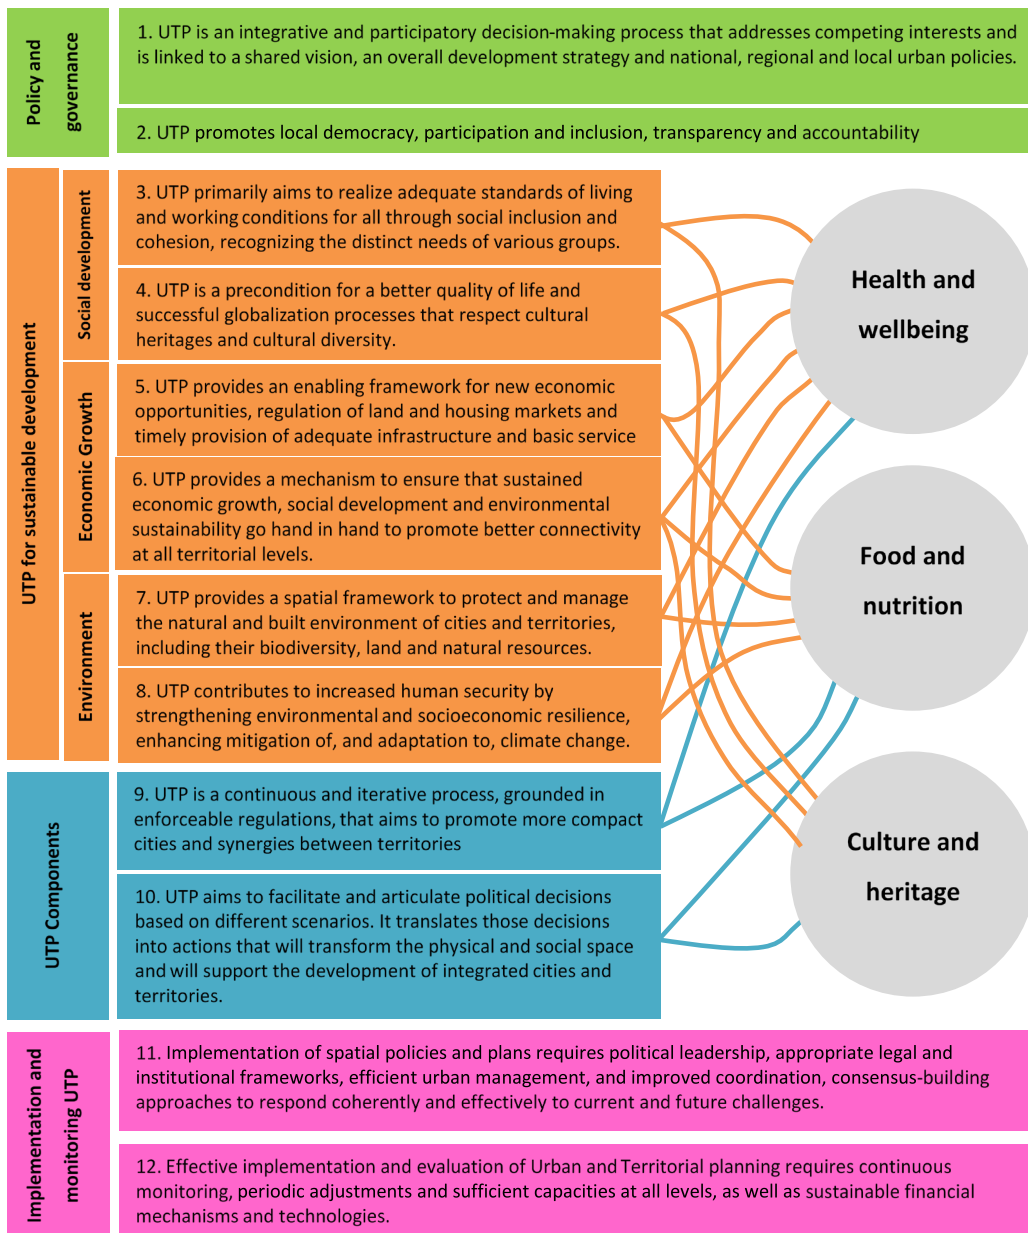 Policy and
governance
1. UTP is an integrative and participatory decision-making process that addresses competing interests and
is linked to a shared vision, an overall development strategy and national, regional and local urban policies.
2. UTP promotes local democracy, participation and inclusion, transparency and accountability
UTP for sustainable development
Social development
3. UTP primarily aims to realize adequate standards of living
and working conditions for all through social inclusion and
cohesion, recognizing the distinct needs of various groups.
4. UTP is a precondition for a better quality of life and
successful globalization processes that respect cultural
heritages and cultural diversity.
Economic Growth
5. UTP provides an enabling framework for new economic
opportunities, regulation of land and housing markets and
timely provision of adequate infrastructure and basic service
6. UTP provides a mechanism to ensure that sustained
economic growth, social development and environmental
sustainability go hand in hand to promote better connectivity
at all territorial levels.
Environment
7. UTP provides a spatial framework to protect and manage
the natural and built environment of cities and territories,
including their biodiversity, land and natural resources.
8. UTP contributes to increased human security by
strengthening environmental and socioeconomic resilience,
enhancing mitigation of, and adaptation to, climate change.
Health and
wellbeing
Food and
nutrition
Culture and
heritage
UTP Components
9. UTP is a continuous and iterative process, grounded in
enforceable regulations, that aims to promote more compact
cities and synergies between territories
10. UTP aims to facilitate and articulate political decisions
based on different scenarios. It translates those decisions
into actions that will transform the physical and social space
and will support the development of integrated cities and
territories.
Implementation and
monitoring UTP
11. Implementation of spatial policies and plans requires political leadership, appropriate legal and
institutional frameworks, efficient urban management, and improved coordination, consensus-building
approaches to respond coherently and effectively to current and future challenges.
12. Effective implementation and evaluation of Urban and Territorial planning requires continuous
monitoring, periodic adjustments and sufficient capacities at all levels, as well as sustainable financial
mechanisms and technologies.